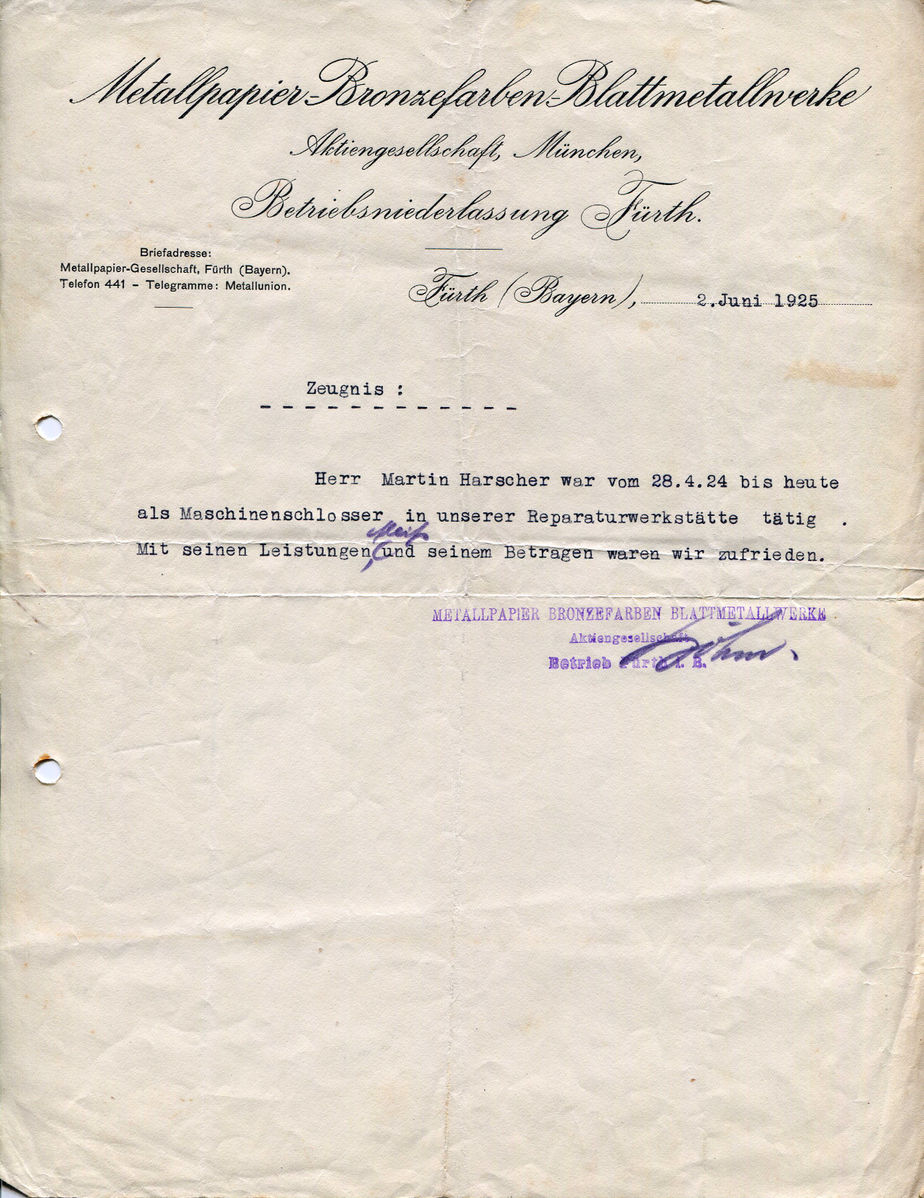 Metallpapier-Bronzefarben-Blattmetallwerke
Aktiengesellschaft, München,
Betriebsniederlassung Fürth.
Briefadresse:
Metallpapier-Gesellschaft, Fürth (Bayern).
Telefon 441 - Telegramme: Metallunion.
Fürth (Bayern), 2.Juni 1925
Zeugnis :
Herr Martin Harscher war vom 28.4.24 bis heute
als Maschinenschlosser in unserer Reparaturwerkstätte tätig .
Fleiß
Mit seinen Leistungen, und seinem Betragen waren wir zufrieden.
METALLPAPIER BRONZEFARBEN BLATTMETALLWERKE
Aktiengesellschaft
Betrieb Fürth i. B.